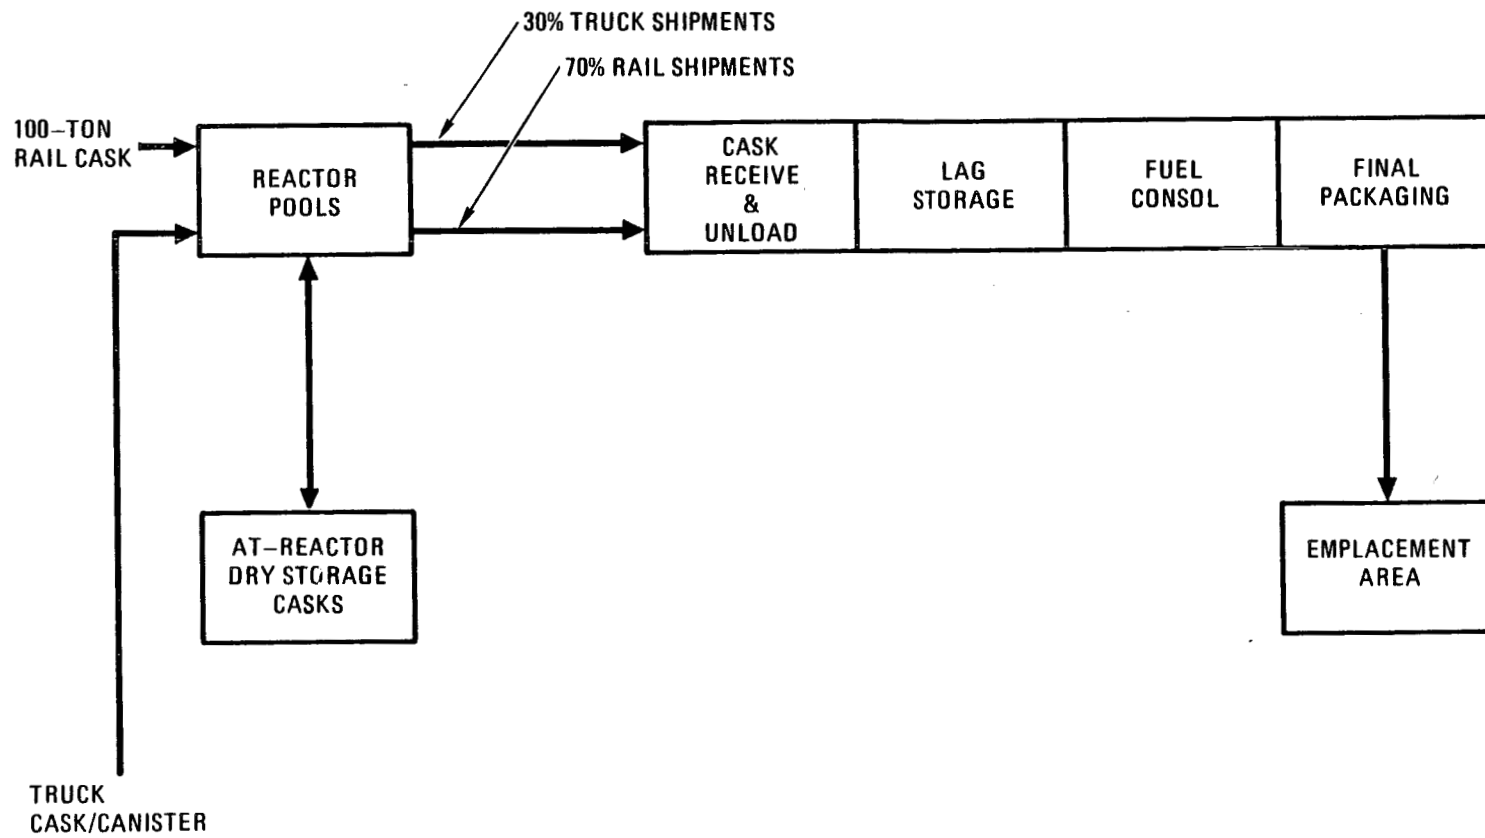 30% TRUCK SHIPMENTS
70% RAIL SHIPMENTS
100–TON
RAIL CASK
REACTOR
POOLS
CASK
RECEIVE
&
UNLOAD
LAG
STORAGE
FUEL
CONSOL
FINAL
PACKAGING
AT–REACTOR
DRY STORAGE
CASKS
EMPLACEMENT
AREA
TRUCK
CASK/CANISTER